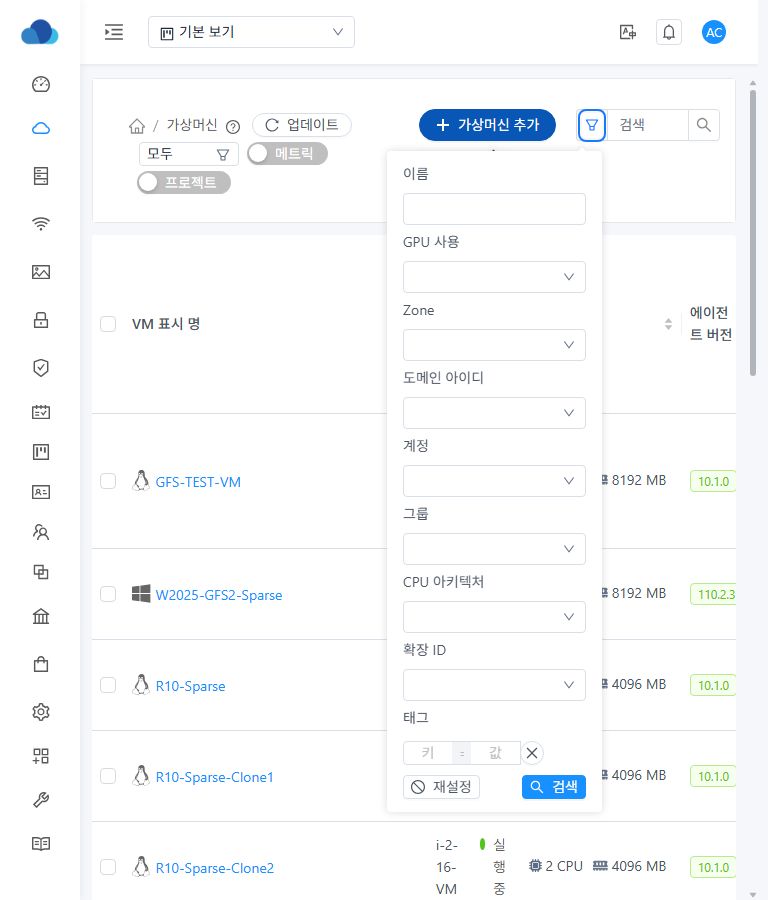 기본 보기
AC
/ 가상머신
업데이트
가상머신 추가
검색
모두
메트릭
프로젝트
이름
GPU 사용
Zone
도메인 아이디
계정
그룹
CPU 아키텍처
확장 ID
태그
키 = 값
재설정
검색
VM 표시 명
에이전
트 버전
GFS-TEST-VM
8192 MB
10.1.0
W2025-GFS2-Sparse
8192 MB
110.2.3
R10-Sparse
4096 MB
10.1.0
R10-Sparse-Clone1
4096 MB
10.1.0
R10-Sparse-Clone2
i-2-
16-
VM
실
행
중
2 CPU
4096 MB
10.1.0